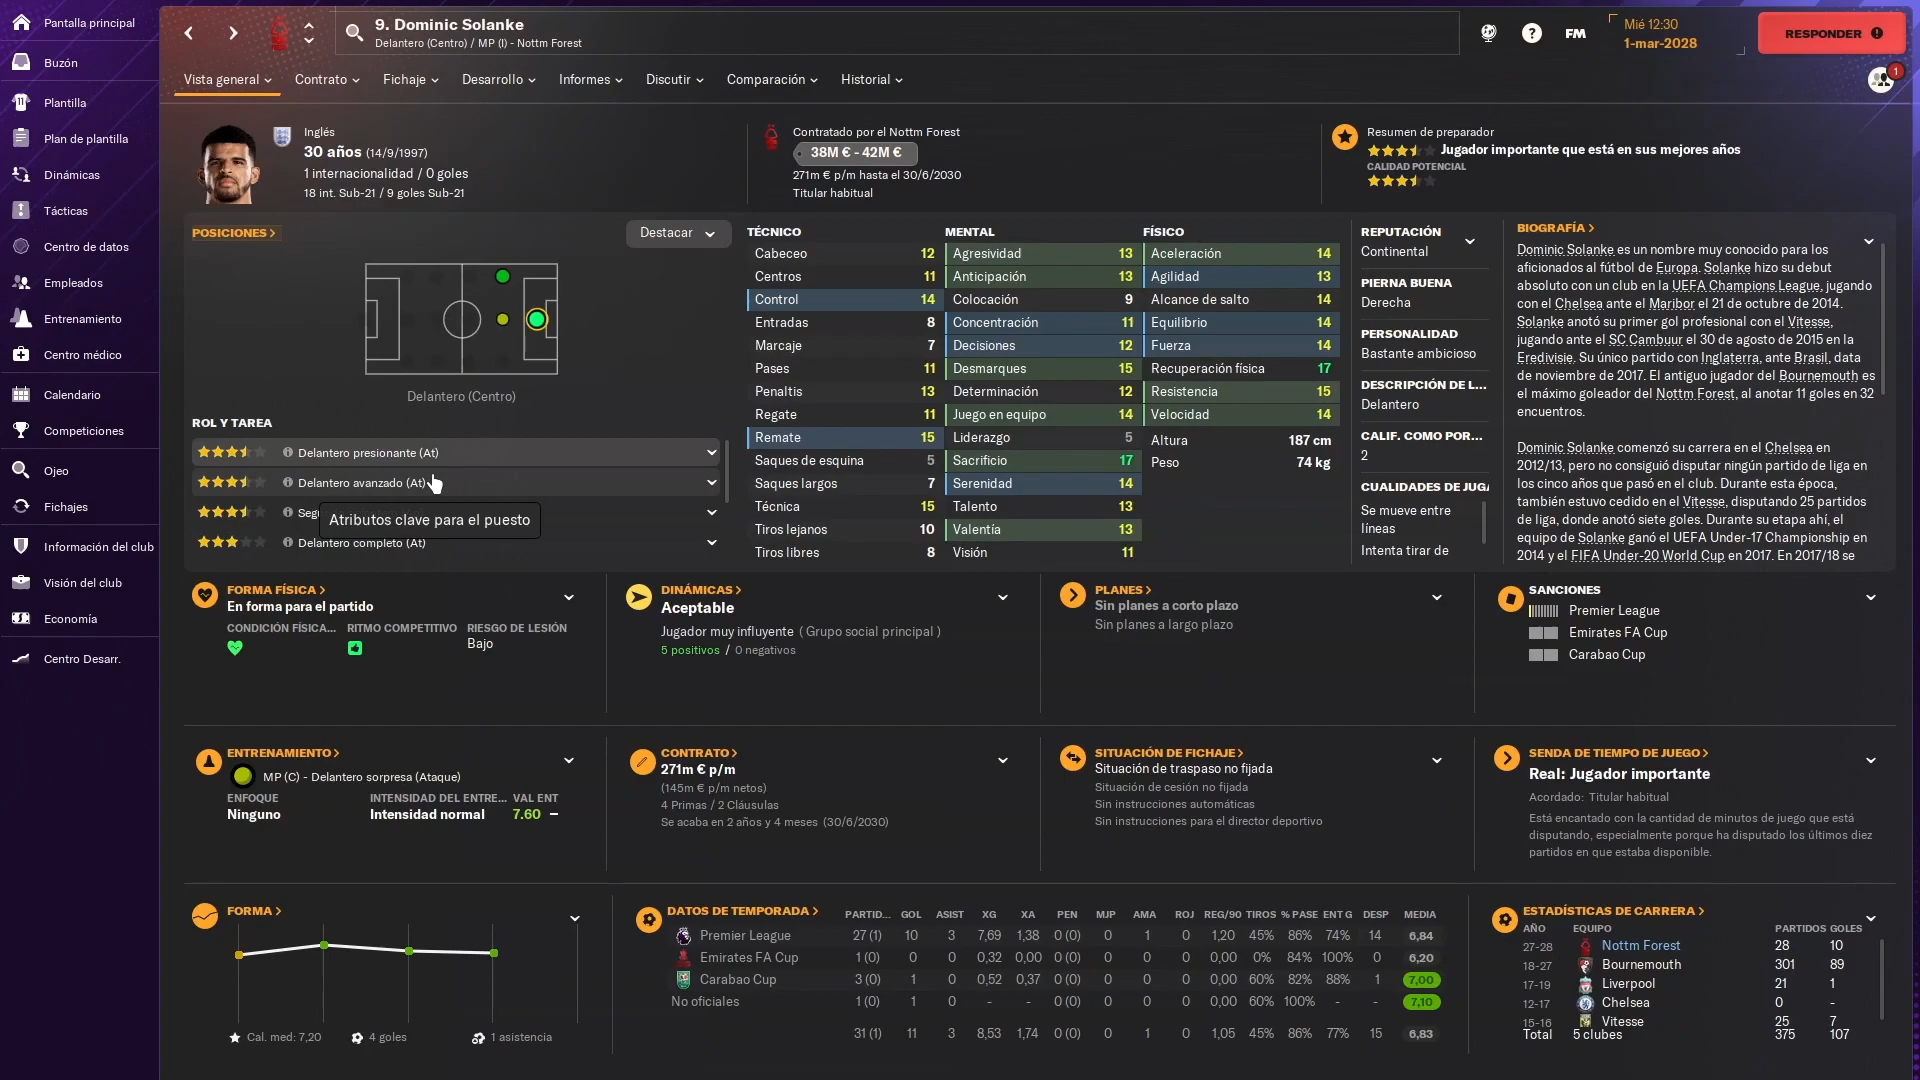 Pantalla principal
Buzón
Plantilla
Plan de plantilla
Dinámicas
Tácticas
Centro de datos
Empleados
Entrenamiento
Centro médico
Calendario
Competiciones
Ojeo
Fichajes
Información del club
Visión del club
Economía
Centro Desarr.
9. Dominic Solanke
Delantero (Centro) / MP (I) - Nottm Forest
FM
Mié 12:30
1-mar-2028
RESPONDER
1
Vista general
Contrato
Fichaje
Desarrollo
Informes
Discutir
Comparación
Historial
Inglés
30 años (14/9/1997)
1 internacionalidad / 0 goles
18 int. Sub-21 / 9 goles Sub-21
Contratado por el Nottm Forest
38M € - 42M €
271m € p/m hasta el 30/6/2030
Titular habitual
Resumen de preparador
Jugador importante que está en sus mejores años
CALIDAD POTENCIAL
POSICIONES >
Destacar
Delantero (Centro)
ROL Y TAREA
Delantero presionante (At)
Delantero avanzado (At)
Seg
Atributos clave para el puesto
Delantero completo (At)
TÉCNICO
Cabeceo 12
Centros 11
Control 14
Entradas 8
Marcaje 7
Pases 11
Penaltis 13
Regate 11
Remate 15
Saques de esquina 5
Saques largos 7
Técnica 15
Tiros lejanos 10
Tiros libres 8
MENTAL
Agresividad 13
Anticipación 13
Colocación 9
Concentración 11
Decisiones 12
Desmarques 15
Determinación 12
Juego en equipo 14
Liderazgo 5
Sacrificio 17
Serenidad 14
Talento 13
Valentía 13
Visión 11
FÍSICO
Aceleración 14
Agilidad 13
Alcance de salto 14
Equilibrio 14
Fuerza 14
Recuperación física 17
Resistencia 15
Velocidad 14
Altura 187 cm
Peso 74 kg
REPUTACIÓN
Continental
PIERNA BUENA
Derecha
PERSONALIDAD
Bastante ambicioso
DESCRIPCIÓN DE L...
Delantero
CALIF. COMO POR...
2
CUALIDADES DE JUGA
Se mueve entre
líneas
Intenta tirar de
BIOGRAFÍA >
Dominic Solanke es un nombre muy conocido para los
aficionados al fútbol de Europa. Solanke hizo su debut
absoluto con un club en la UEFA Champions League, jugando
con el Chelsea ante el Maribor el 21 de octubre de 2014.
Solanke anotó su primer gol profesional con el Vitesse,
jugando ante el SC Cambuur el 30 de agosto de 2015 en la
Eredivisie. Su único partido con Inglaterra, ante Brasil, data
de noviembre de 2017. El antiguo jugador del Bournemouth es
el máximo goleador del Nottm Forest, al anotar 11 goles en 32
encuentros.
Dominic Solanke comenzó su carrera en el Chelsea en
2012/13, pero no consiguió disputar ningún partido de liga en
los cinco años que pasó en el club. Durante esta época,
también estuvo cedido en el Vitesse, disputando 25 partidos
de liga, donde anotó siete goles. Durante su etapa ahí, el
equipo de Solanke ganó el UEFA Under-17 Championship en
2014 y el FIFA Under-20 World Cup en 2017. En 2017/18 se
FORMA FÍSICA >
En forma para el partido
CONDICIÓN FÍSICA... RITMO COMPETITIVO RIESGO DE LESIÓN
Bajo
DINÁMICAS >
Aceptable
Jugador muy influyente ( Grupo social principal )
5 positivos / 0 negativos
PLANES >
Sin planes a corto plazo
Sin planes a largo plazo
SANCIONES
Premier League
Emirates FA Cup
Carabao Cup
ENTRENAMIENTO >
MP (C) - Delantero sorpresa (Ataque)
ENFOQUE INTENSIDAD DEL ENTRE... VAL ENT
Ninguno Intensidad normal 7.60 –
CONTRATO >
271m € p/m
(145m € p/m netos)
4 Primas / 2 Cláusulas
Se acaba en 2 años y 4 meses (30/6/2030)
SITUACIÓN DE FICHAJE >
Situación de traspaso no fijada
Situación de cesión no fijada
Sin instrucciones automáticas
Sin instrucciones para el director deportivo
SENDA DE TIEMPO DE JUEGO >
Real: Jugador importante
Acordado: Titular habitual
Está encantado con la cantidad de minutos de juego que está
disputando, especialmente porque ha disputado los últimos diez
partidos en que estaba disponible.
FORMA >
Cal. med: 7,20 4 goles 1 asistencia
DATOS DE TEMPORADA > PARTID... GOL ASIST XG XA PEN MJP AMA ROJ REG/90 TIROS % PASE ENT G DESP MEDIA
Premier League 27 (1) 10 3 7,69 1,38 0 (0) 0 1 0 1,20 45% 86% 74% 14 6,84
Emirates FA Cup 1 (0) 0 0 0,32 0,00 0 (0) 0 0 0 0,00 0% 84% 100% 0 6,20
Carabao Cup 3 (0) 1 0 0,52 0,37 0 (0) 0 0 0 0,00 60% 82% 88% 1 7,00
No oficiales 1 (0) 1 0 - - 0 (0) 0 0 0 0,00 60% 100% - - 7,10
31 (1) 11 3 8,53 1,74 0 (0) 0 1 0 1,05 45% 86% 77% 15 6,83
ESTADÍSTICAS DE CARRERA >
AÑO EQUIPO PARTIDOS GOLES
27-28 Nottm Forest 28 10
18-27 Bournemouth 301 89
17-19 Liverpool 21 1
12-17 Chelsea 0 -
15-16 Vitesse 25 7
Total 5 clubes 375 107